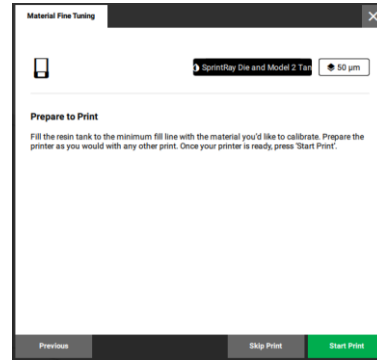 Material Fine Tuning
SprintRay Die and Model 2 Tan
50 µm
Prepare to Print
Fill the resin tank to the minimum fill line with the material you'd like to calibrate. Prepare the
printer as you would with any other print. Once your printer is ready, press 'Start Print'.
Previous
Skip Print
Start Print